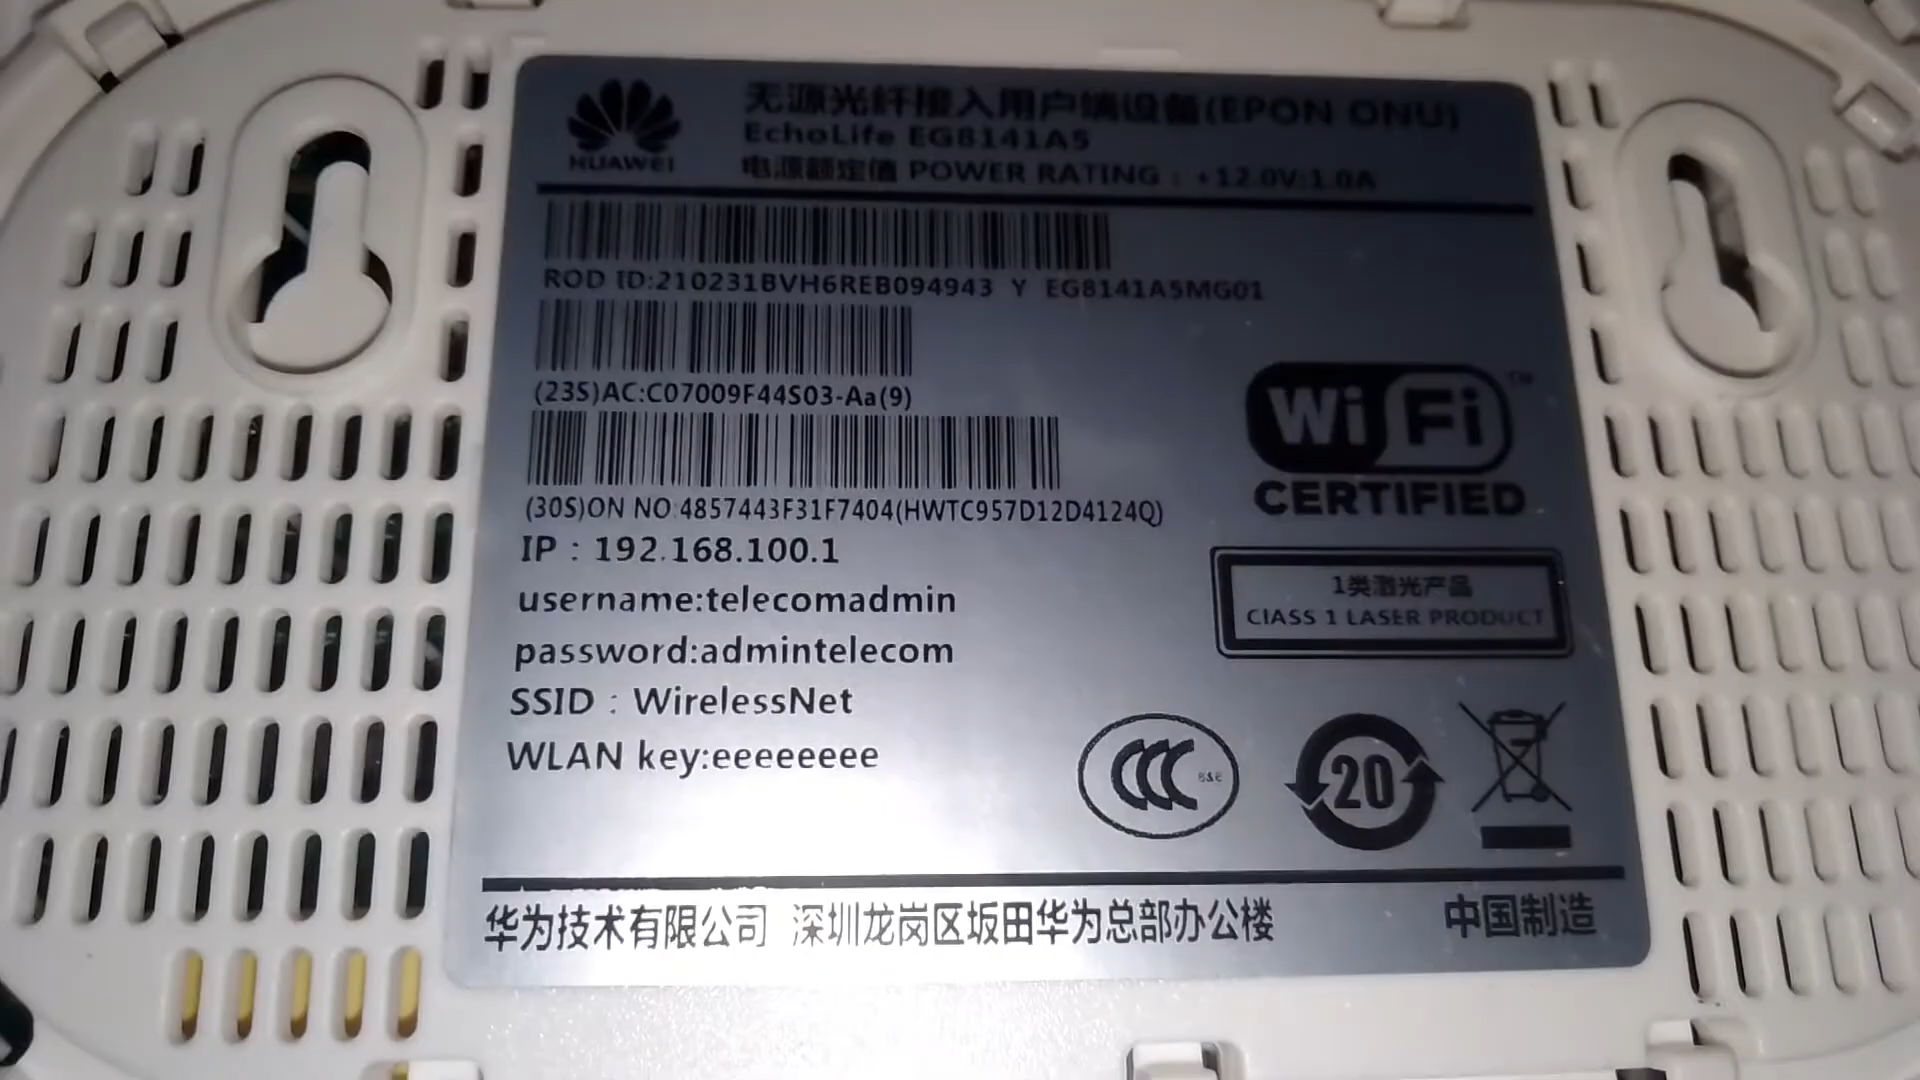 HUAWEI
无源光纤接入用户端设备(EPON ONU)
EchoLife EG8141A5
电源额定值 POWER RATING : +12.0V:1.0A
ROD ID:210231BVH6REB094943 Y EG8141A5MG01
(23S)AC:C07009F44S03-Aa(9)
(30S)ON NO:4857443F31F7404(HWTC957D12D4124Q)
IP : 192.168.100.1
username:telecomadmin
password:admintelecom
SSID : WirelessNet
WLAN key:eeeeeeee
WiFi TM
CERTIFIED
1类激光产品
CIASS 1 LASER PRODUCT
CCC S&E
20
华为技术有限公司 深圳龙岗区坂田华为总部办公楼
中国制造